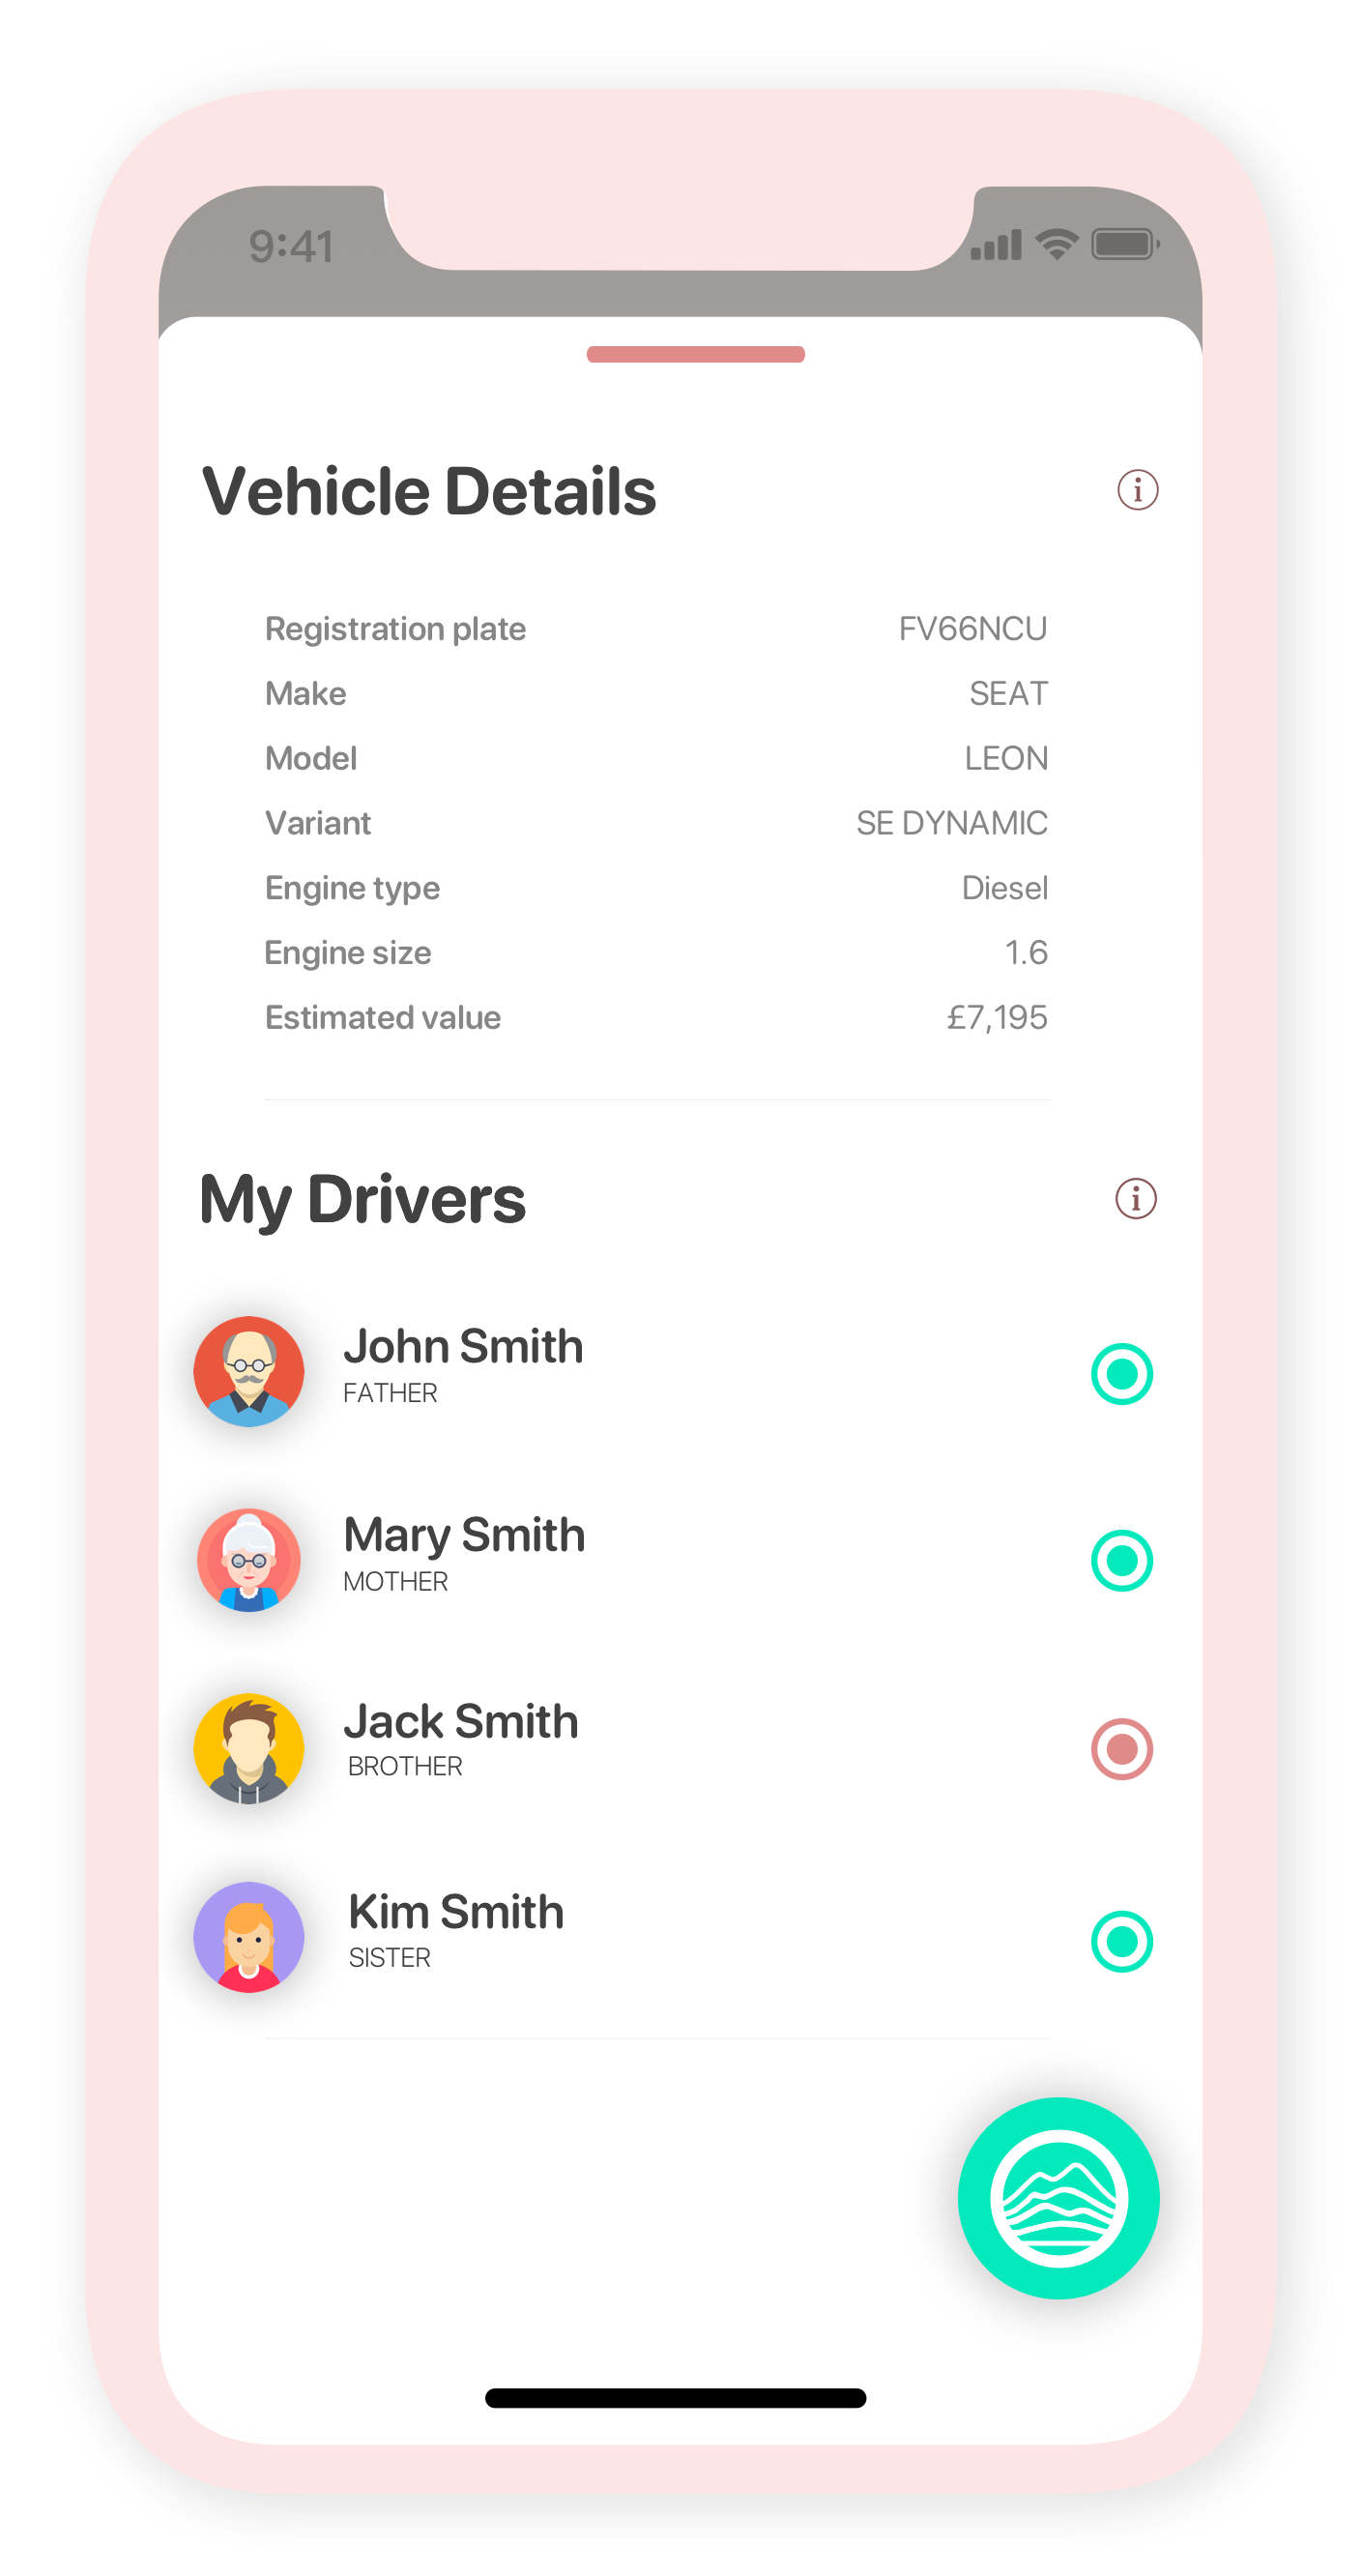 9:41
Vehicle Details
Registration plate FV66NCU
Make SEAT
Model LEON
Variant SE DYNAMIC
Engine type Diesel
Engine size 1.6
Estimated value £7,195
My Drivers
John Smith
FATHER
Mary Smith
MOTHER
Jack Smith
BROTHER
Kim Smith
SISTER